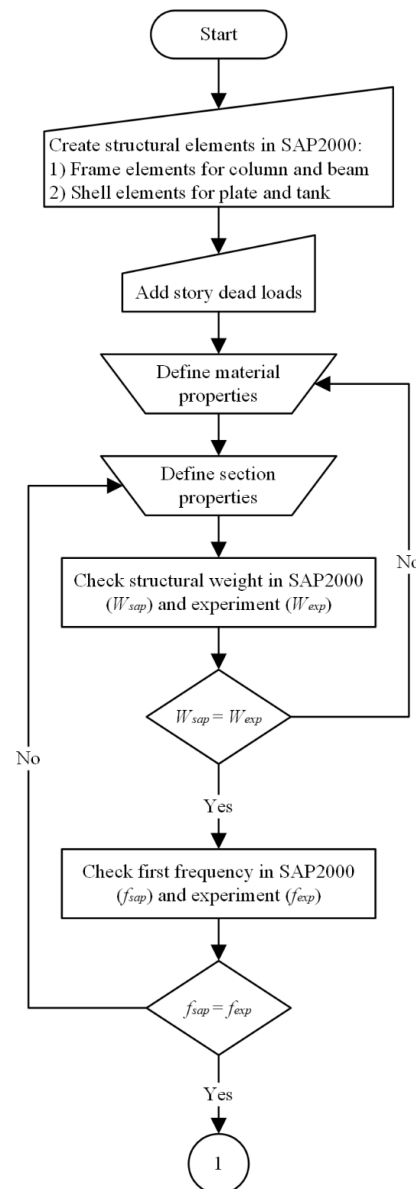 Start
Create structural elements in SAP2000:
1) Frame elements for column and beam
2) Shell elements for plate and tank
Add story dead loads
Define material
properties
Define section
properties
Check structural weight in SAP2000
(Wsap) and experiment (Wexp)
No
Wsap = Wexp
No
Yes
Check first frequency in SAP2000
(fsap) and experiment (fexp)
fsap = fexp
Yes
1